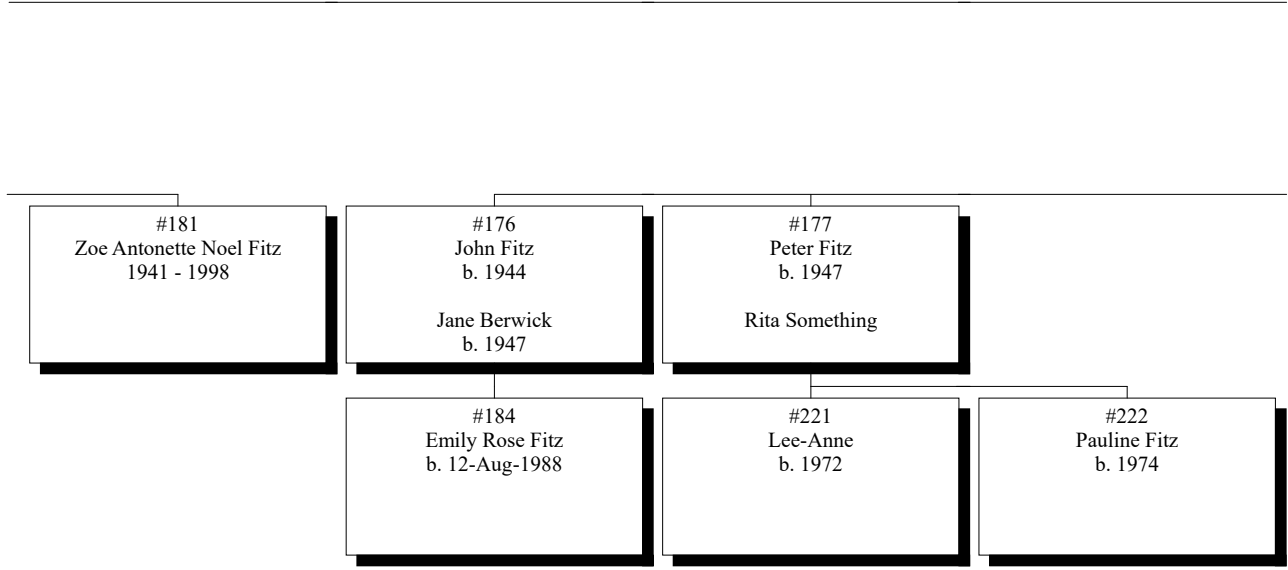 #181
Zoe Antonette Noel Fitz
1941 - 1998
#176
John Fitz
b. 1944
Jane Berwick
b. 1947
#177
Peter Fitz
b. 1947
Rita Something
#184
Emily Rose Fitz
b. 12-Aug-1988
#221
Lee-Anne
b. 1972
#222
Pauline Fitz
b. 1974